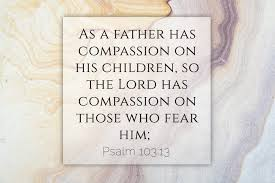 As a father has
compassion on
his children, so
the Lord has
compassion on
those who fear
him;
Psalm 103:13